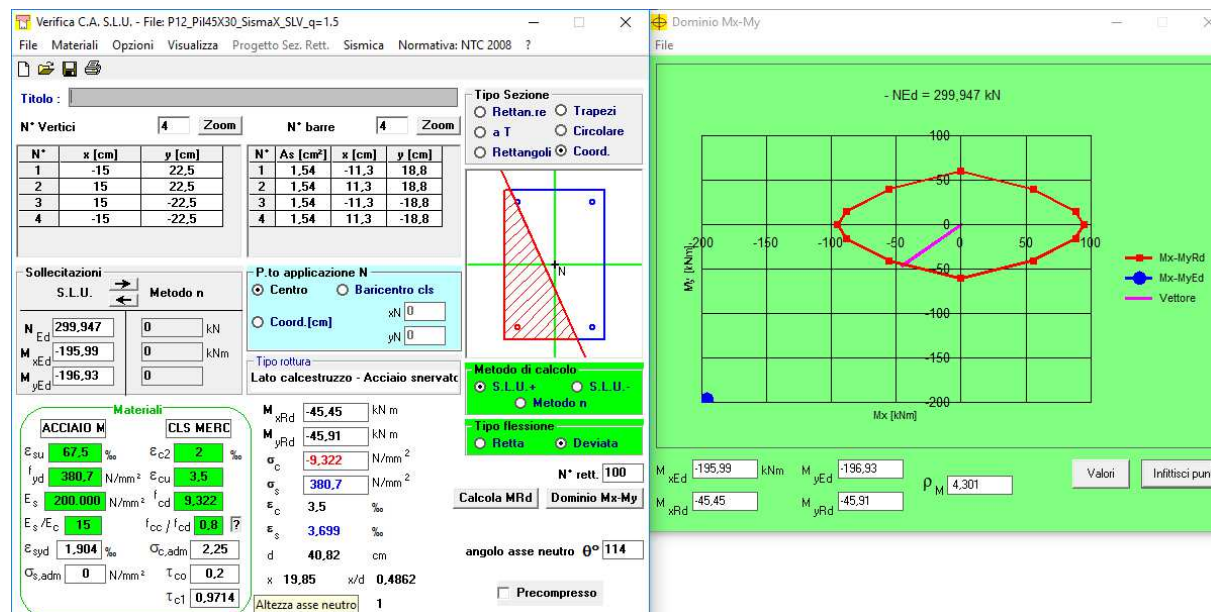 Verifica C.A. S.L.U. - File: P12_Pil45X30_SismaX_SLV_q=1.5
File Materiali Opzioni Visualizza Progetto Sez. Rett. Sismica Normativa: NTC 2008 ?
Titolo :
N° Vertici 4 Zoom N° barre 4 Zoom
N° x [cm] y [cm]
1 -15 22,5
2 15 22,5
3 15 -22,5
4 -15 -22,5
N° As [cm²] x [cm] y [cm]
1 1,54 -11,3 18,8
2 1,54 11,3 18,8
3 1,54 -11,3 -18,8
4 1,54 11,3 -18,8
Tipo Sezione
Rettan.re Trapezi
a T Circolare
Rettangoli Coord.
N
Sollecitazioni
S.L.U. Metodo n
N Ed 299,947 0 kN
M xEd -195,99 0 kNm
M yEd -196,93 0
P.to applicazione N
Centro Baricentro cls
Coord.[cm] xN 0
yN 0
Tipo rottura
Lato calcestruzzo - Acciaio snervato
Metodo di calcolo
S.L.U.+ S.L.U.-
Metodo n
Tipo flessione
Retta Deviata
N° rett. 100
Calcola MRd Dominio Mx-My
angolo asse neutro θ° 114
Precompresso
Materiali
ACCIAIO M CLS MERC
εsu 67,5 ‰ εc2 2 ‰
fyd 380,7 N/mm² εcu 3,5
Es 200.000 N/mm² fcd 9,322
Es/Ec 15 fcc / fcd 0,8 ?
εsyd 1,904 ‰ σc,adm 2,25
σs,adm 0 N/mm² τco 0,2
τc1 0,9714
M xRd -45,45 kN m
M yRd -45,91 kN m
σc -9,322 N/mm²
σs 380,7 N/mm²
εc 3,5 ‰
εs 3,699 ‰
d 40,82 cm
x 19,85 x/d 0,4862
Altezza asse neutro 1
Dominio Mx-My
File
- NEd = 299,947 kN
100
50
0
-50
-100
-150
-200
-200 -100 -50 0 50 100
My [kNm]
Mx [kNm]
Mx-MyRd
Mx-MyEd
Vettore
M xEd -195,99 kNm M yEd -196,93
M xRd -45,45 M yRd -45,91
ρM 4,301
Valori Infittisci pun